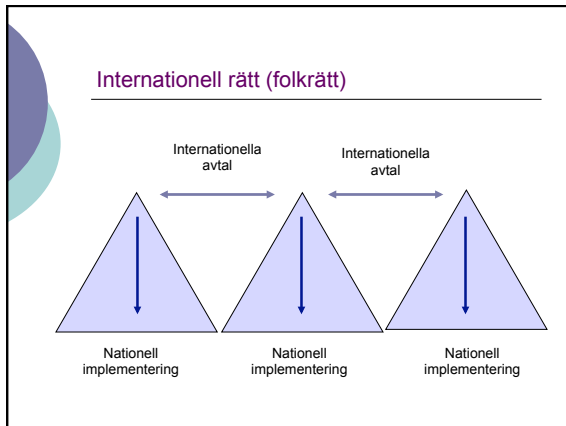 Internationell rätt (folkrätt)
Internationella
avtal
Internationella
avtal
Nationell
implementering
Nationell
implementering
Nationell
implementering